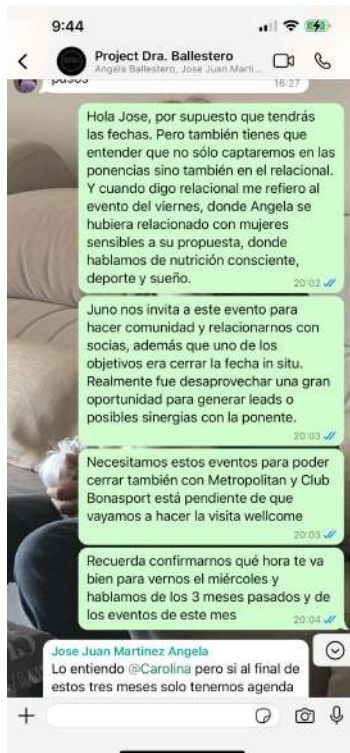 9:44
Project Dra. Ballestero
Angela Ballestero, Jose Juan Marti...
pasos
16:27
Hola Jose, por supuesto que tendrás
las fechas. Pero también tienes que
entender que no sólo captaremos en las
ponencias sino también en el relacional.
Y cuando digo relacional me refiero al
evento del viernes, donde Angela se
hubiera relacionado con mujeres
sensibles a su propuesta, donde
hablamos de nutrición consciente,
deporte y sueño.
20:02
Juno nos invita a este evento para
hacer comunidad y relacionarnos con
socias, además que uno de los
objetivos era cerrar la fecha in situ.
Realmente fue desaprovechar una gran
oportunidad para generar leads o
posibles sinergias con la ponente.
20:03
Necesitamos estos eventos para poder
cerrar también con Metropolitan y Club
Bonasport está pendiente de que
vayamos a hacer la visita wellcome
20:03
Recuerda confirmarnos qué hora te va
bien para vernos el miércoles y
hablamos de los 3 meses pasados y de
los eventos de este mes
20:04
Jose Juan Martinez Angela
Lo entiendo @Carolina pero si al final de
estos tres meses solo tenemos agenda